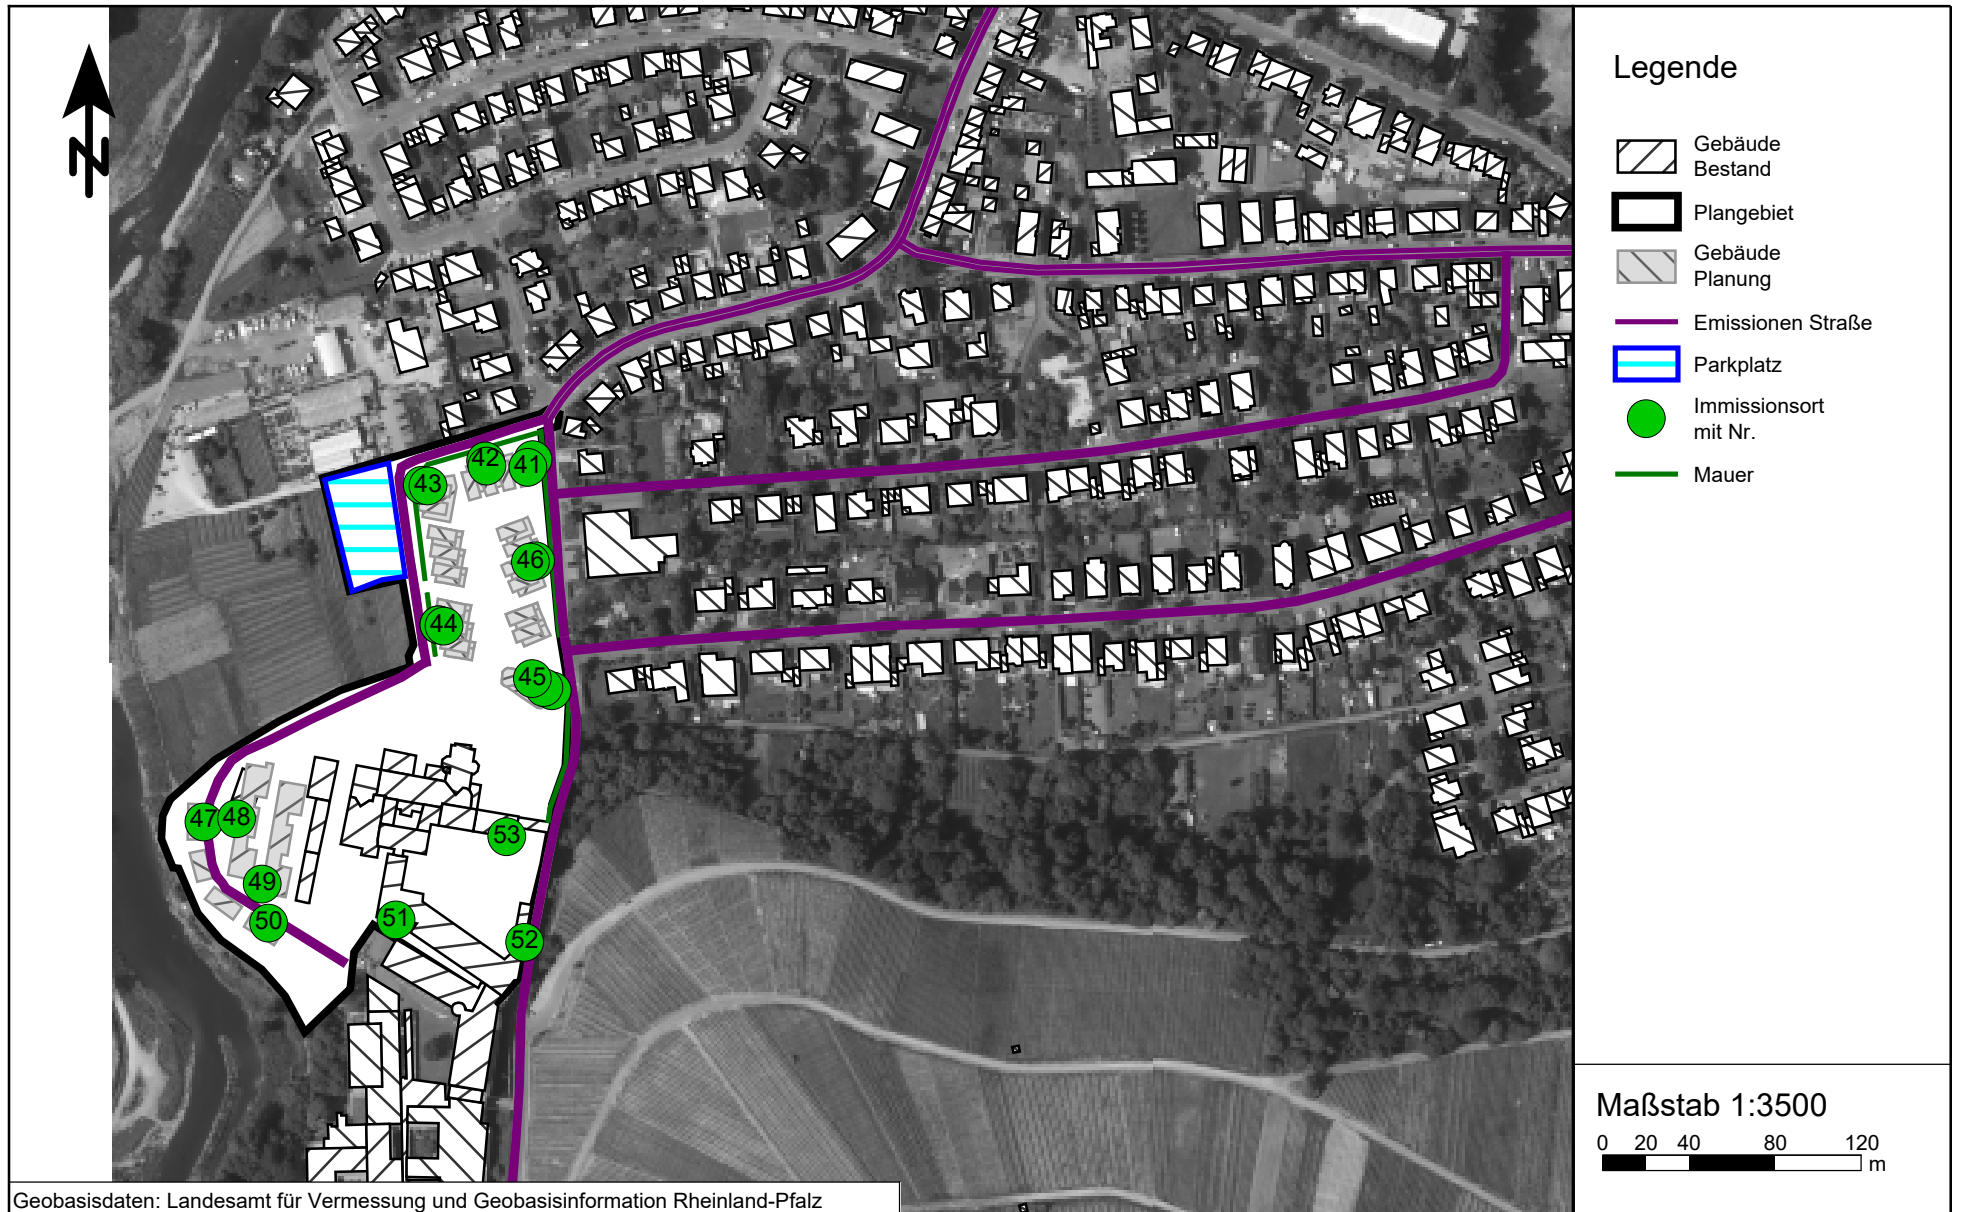 N
Legende
Gebäude
Bestand
Plangebiet
Gebäude
Planung
Emissionen Straße
Parkplatz
Immissionsort
mit Nr.
Mauer
42
41
43
46
44
45
47
48
53
49
50
51
52
Maßstab 1:3500
0 20 40 80 120
m
Geobasisdaten: Landesamt für Vermessung und Geobasisinformation Rheinland-Pfalz